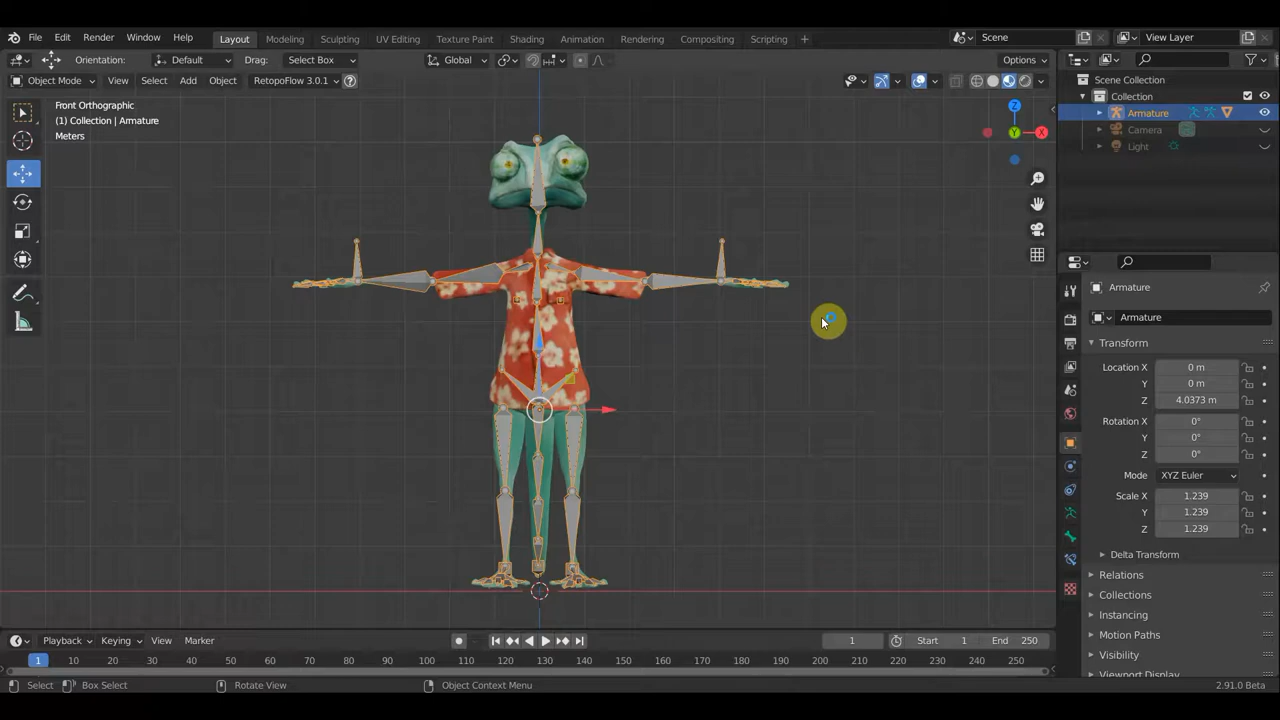 File Edit Render Window Help Layout Modeling Sculpting UV Editing Texture Paint Shading Animation Rendering Compositing Scripting + Scene View Layer
Orientation: Default Drag: Select Box Global Options
Object Mode View Select Add Object RetopoFlow 3.0.1
Front Orthographic
(1) Collection | Armature
Meters
Z
Y
X
Scene Collection
Collection
Armature
Camera
Light
Armature
Armature
Transform
Location X 0 m
Y 0 m
Z 4.0373 m
Rotation X 0°
Y 0°
Z 0°
Mode XYZ Euler
Scale X 1.239
Y 1.239
Z 1.239
Delta Transform
Relations
Collections
Instancing
Motion Paths
Visibility
Viewport Display
Playback Keying View Marker 1 Start 1 End 250
1 10 20 30 40 50 60 70 80 90 100 110 120 130 140 150 160 170 180 190 200 210 220 230 240 250
Select Box Select Rotate View Object Context Menu 2.91.0 Beta